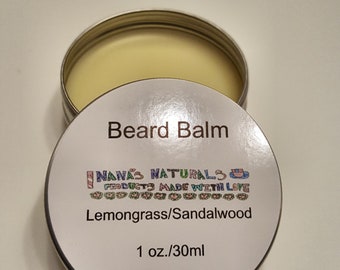 Beard Balm
NANA'S NATURALS
PRODUCTS MADE WITH LOVE
Lemongrass/Sandalwood
1 oz./30ml